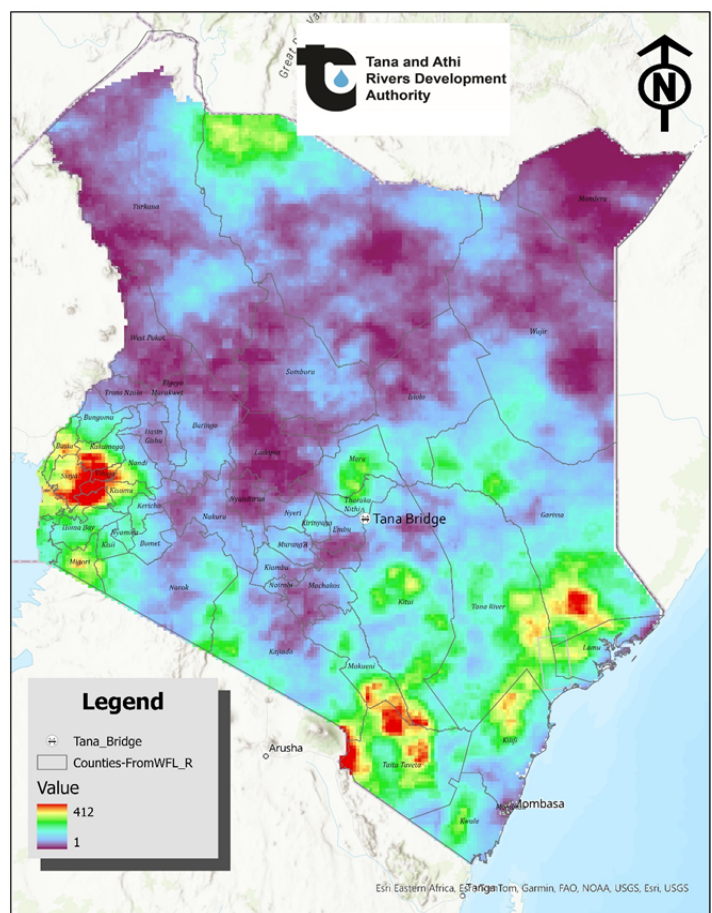 Great Ri
Tana and Athi
Rivers Development
Authority
N
Mandera
Turkana
Wajir
West Pokot
Samburu
Trans Nzoia
Elgeyo
Marakwet
Isiolo
Bungoma
Baringo
Uasin
Gishu
Busia
Kakamega
Laikipia
Meru
Nandi
Siaya
Kisumu
Nyandarua
Tharaka
Nithi
Kericho
Nakuru
Nyeri
Kirinyaga
Embu
Tana Bridge
Garissa
Homa Bay
Nyamira
Kisii
Bomet
Murang'a
Migori
Kiambu
Narok
Nairobi
Machakos
Kitui
Tana River
Kajiado
Lamu
Makueni
Kilifi
Taita Taveta
Kwale
Mombasa
Arusha
Legend
Tana_Bridge
Counties-FromWFL_R
Value
412
1
Esri Eastern Africa, Esri, TomTom, Garmin, FAO, NOAA, USGS, Esri, USGS